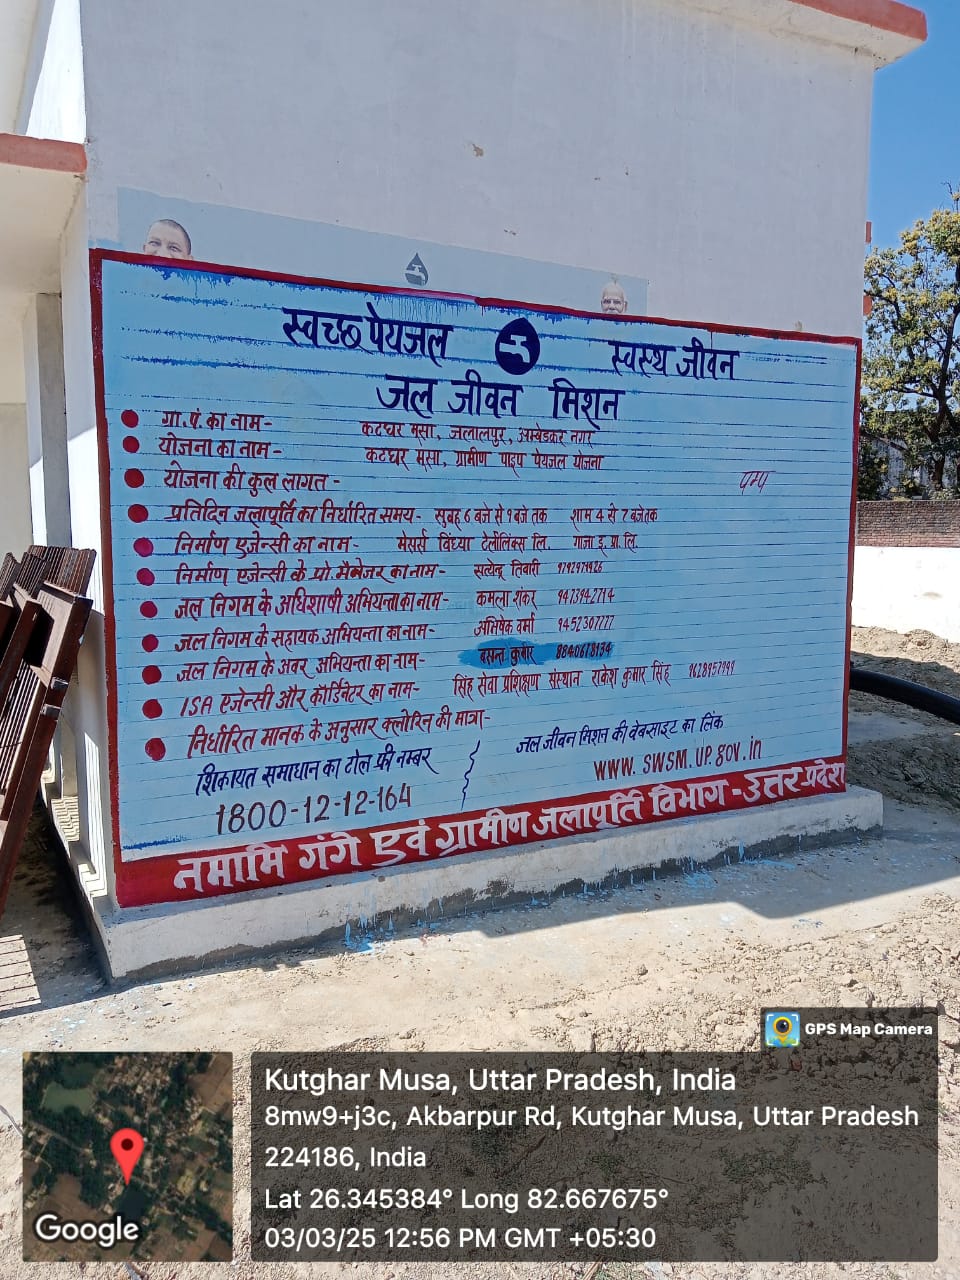 स्वच्छ पेयजल स्वस्थ जीवन
जल जीवन मिशन
ग्रा.पं. का नाम- कटघर मूसा, जलालपुर, अम्बेडकर नगर
योजना का नाम- कटघर मूसा, ग्रामीण पाइप पेयजल योजना
योजना की कुल लागत- पम्प
प्रतिदिन जलापूर्ति का निर्धारित समय- सुबह 6 बजे से 9 बजे तक शाम 4 से 7 बजे तक
निर्माण एजेन्सी का नाम- मेसर्स विंध्या टेलीलिंक्स लि. गाजा इ. प्रा. लि.
निर्माण एजेन्सी के प्रो. मैनेजर का नाम- सत्येन्द्र तिवारी
जल निगम के अधिशाषी अभियन्ता का नाम- कमला शंकर 9473942714
जल निगम के सहायक अभियन्ता का नाम- अभिषेक वर्मा 9452307777
जल निगम के अवर अभियन्ता का नाम- बसन्त कुमार 8840678134
ISA एजेन्सी और कॉर्डिनेटर का नाम- सिंह सेवा प्रशिक्षण संस्थान राकेश कुमार सिंह
निर्धारित मानक के अनुसार क्लोरिन की मात्रा-
शिकायत समाधान का टोल फ्री नम्बर
1800-12-12-164
जल जीवन मिशन की वेबसाइट का लिंक
www.swsm.up.gov.in
नमामि गंगे एवं ग्रामीण जलापूर्ति विभाग - उत्तर प्रदेश
GPS Map Camera
Kutghar Musa, Uttar Pradesh, India
8mw9+j3c, Akbarpur Rd, Kutghar Musa, Uttar Pradesh
224186, India
Lat 26.345384° Long 82.667675°
03/03/25 12:56 PM GMT +05:30
Google